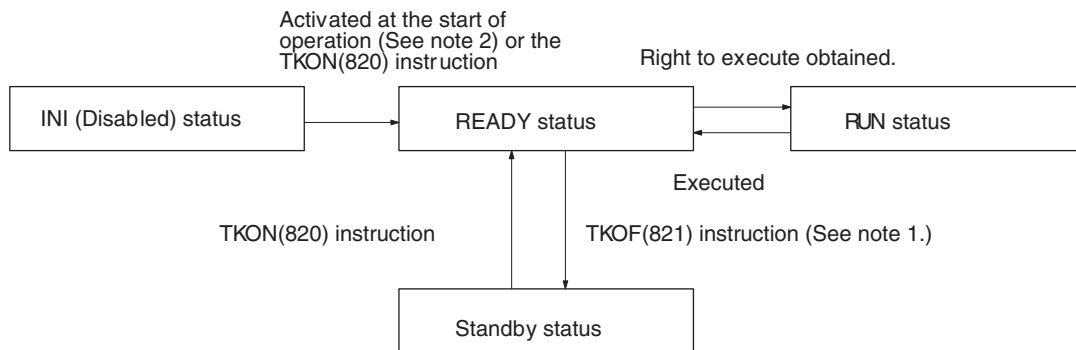 Activated at the start of
operation (See note 2) or the
TKON(820) instruction
Right to execute obtained.
INI (Disabled) status
READY status
RUN status
Executed
TKON(820) instruction
TKOF(821) instruction (See note 1.)
Standby status